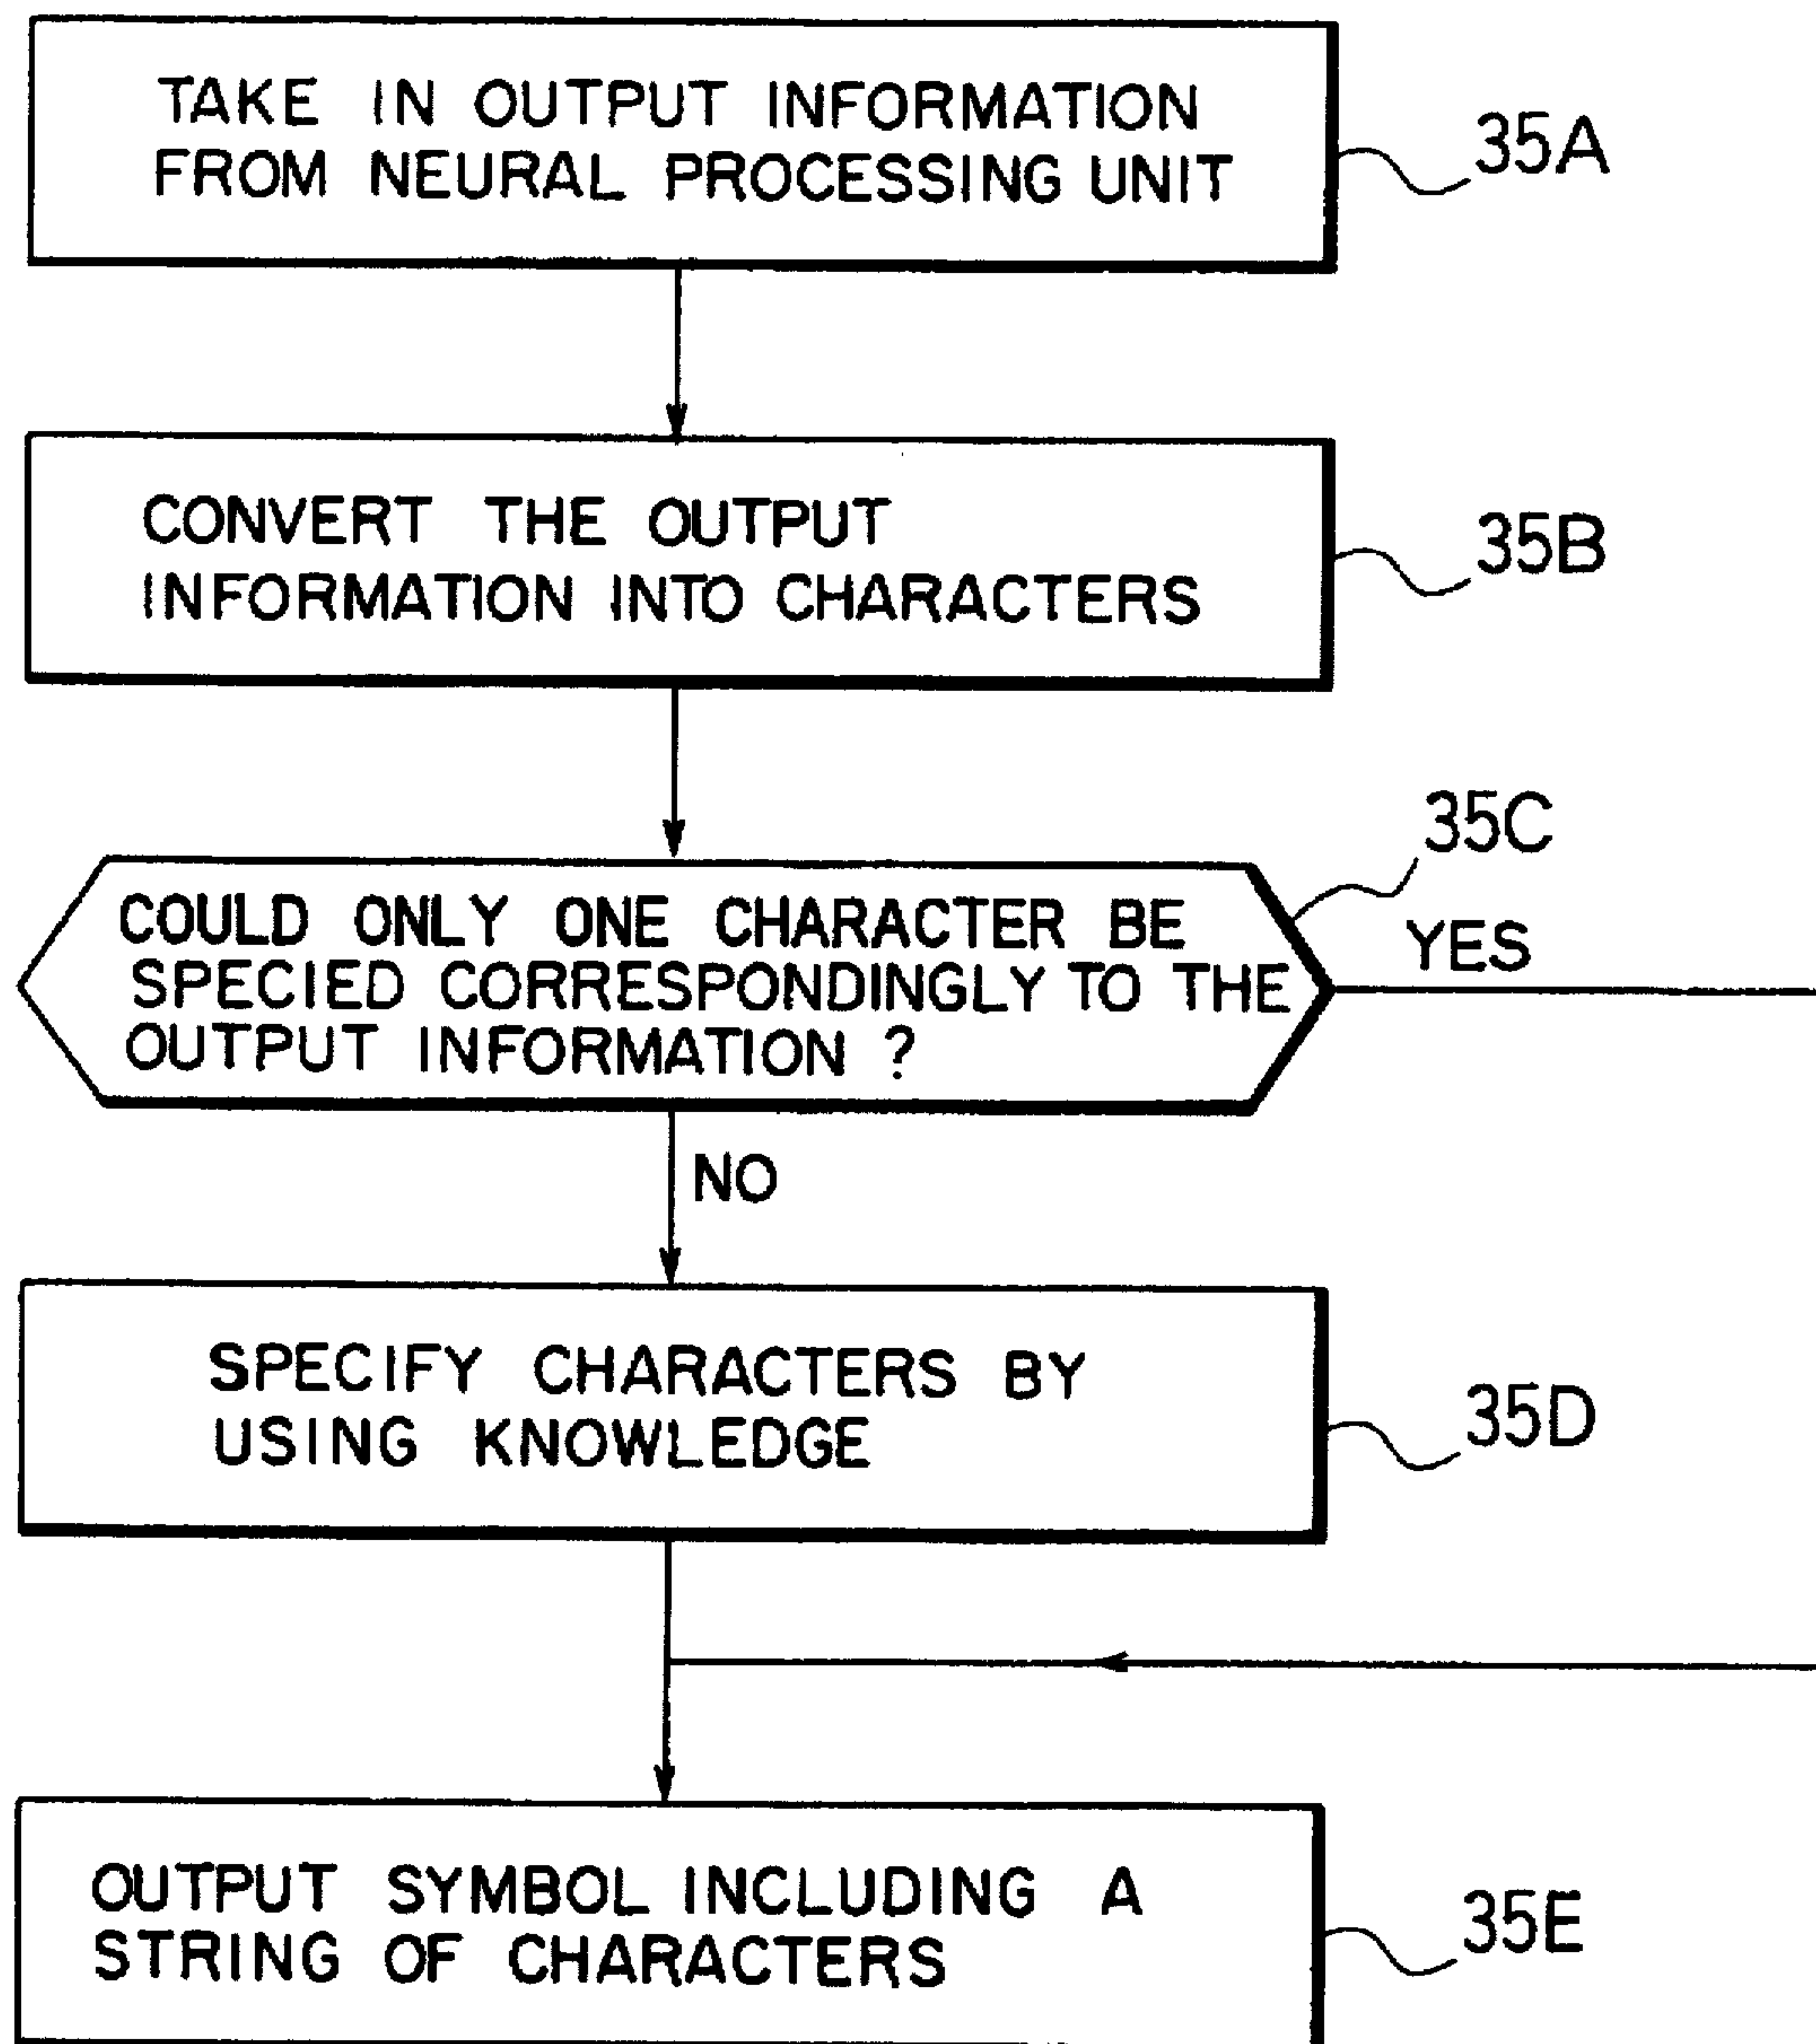 TAKE IN OUTPUT INFORMATION
FROM NEURAL PROCESSING UNIT
35A
CONVERT THE OUTPUT
INFORMATION INTO CHARACTERS
35B
35C
COULD ONLY ONE CHARACTER BE
SPECIED CORRESPONDINGLY TO THE
OUTPUT INFORMATION ?
YES
NO
SPECIFY CHARACTERS BY
USING KNOWLEDGE
35D
OUTPUT SYMBOL INCLUDING A
STRING OF CHARACTERS
35E